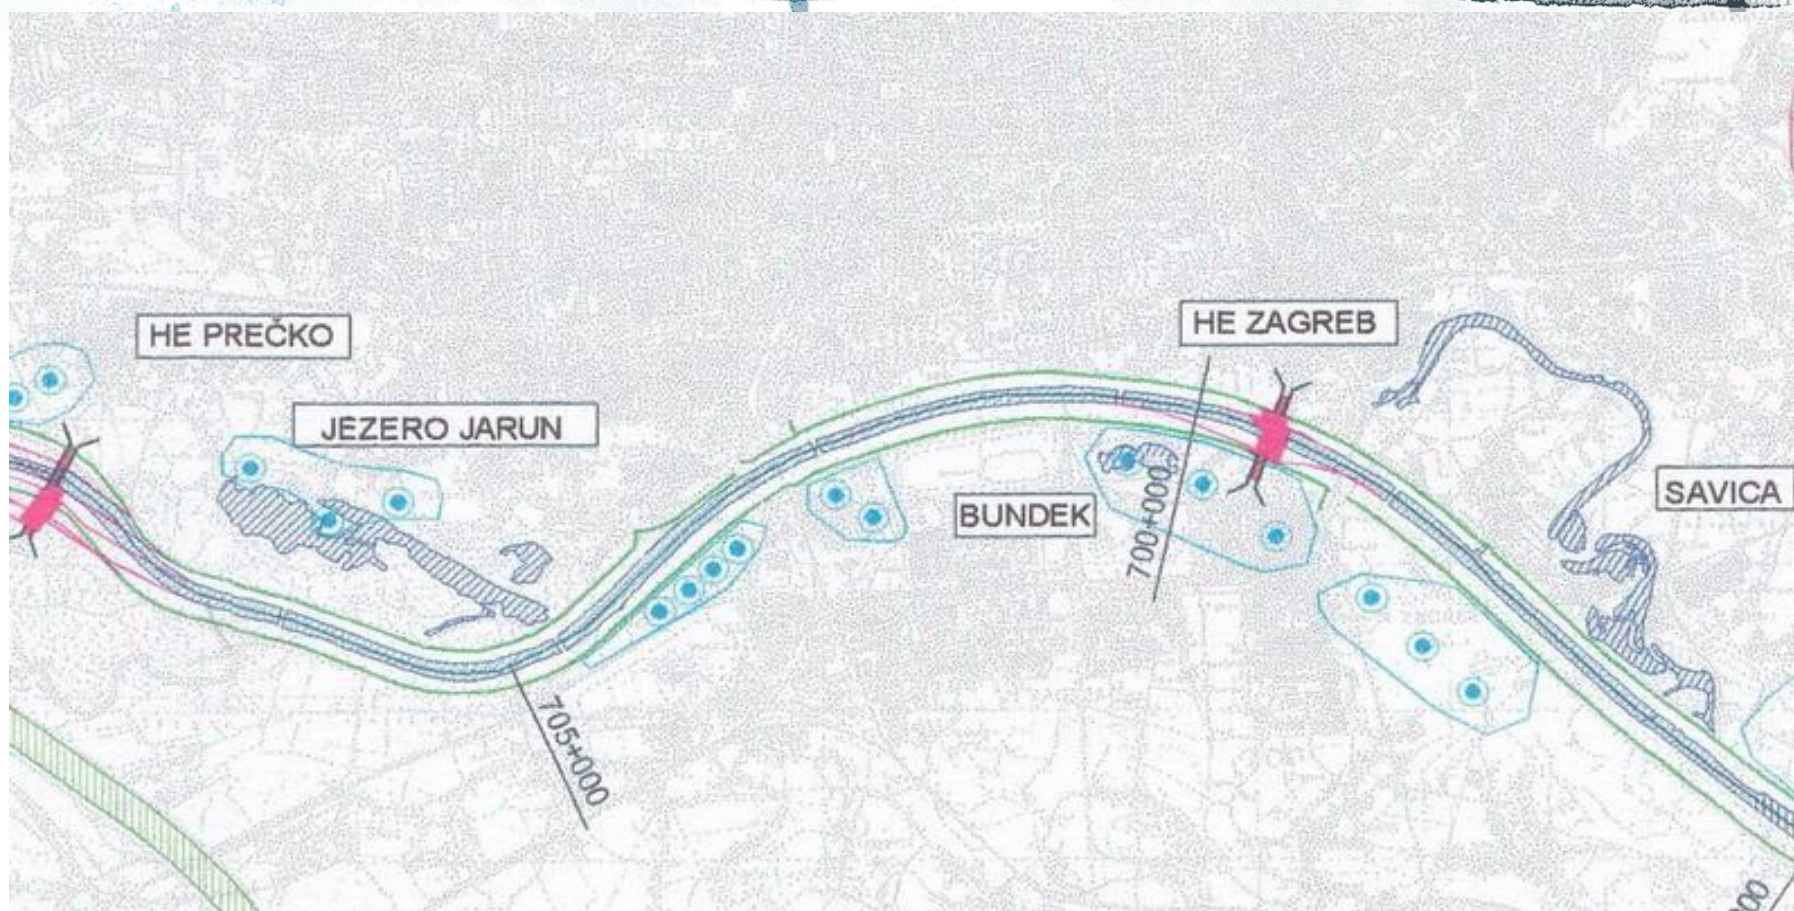 HE ZAGREB
HE PREČKO
JEZERO JARUN
SAVICA
BUNDEK
700+000
705+000